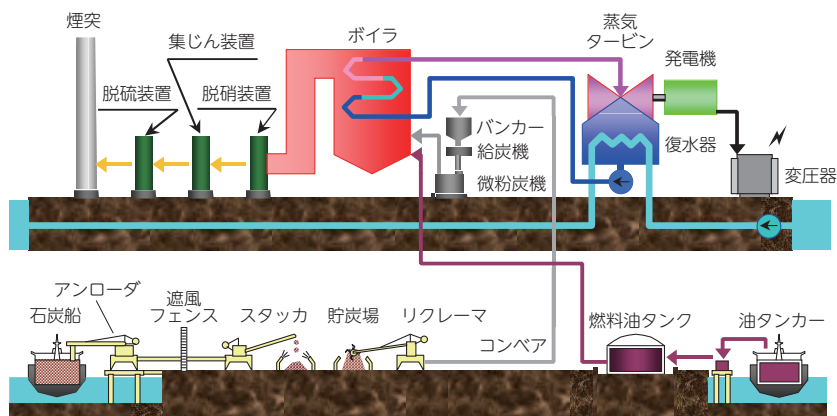 煙突
集じん装置
脱硫装置
脱硝装置
ボイラ
蒸気
タービン
発電機
バンカー
給炭機
微粉炭機
復水器
変圧器
石炭船
アンローダ
遮風
フェンス
スタッカ
貯炭場
リクレーマ
コンベア
燃料油タンク
油タンカー